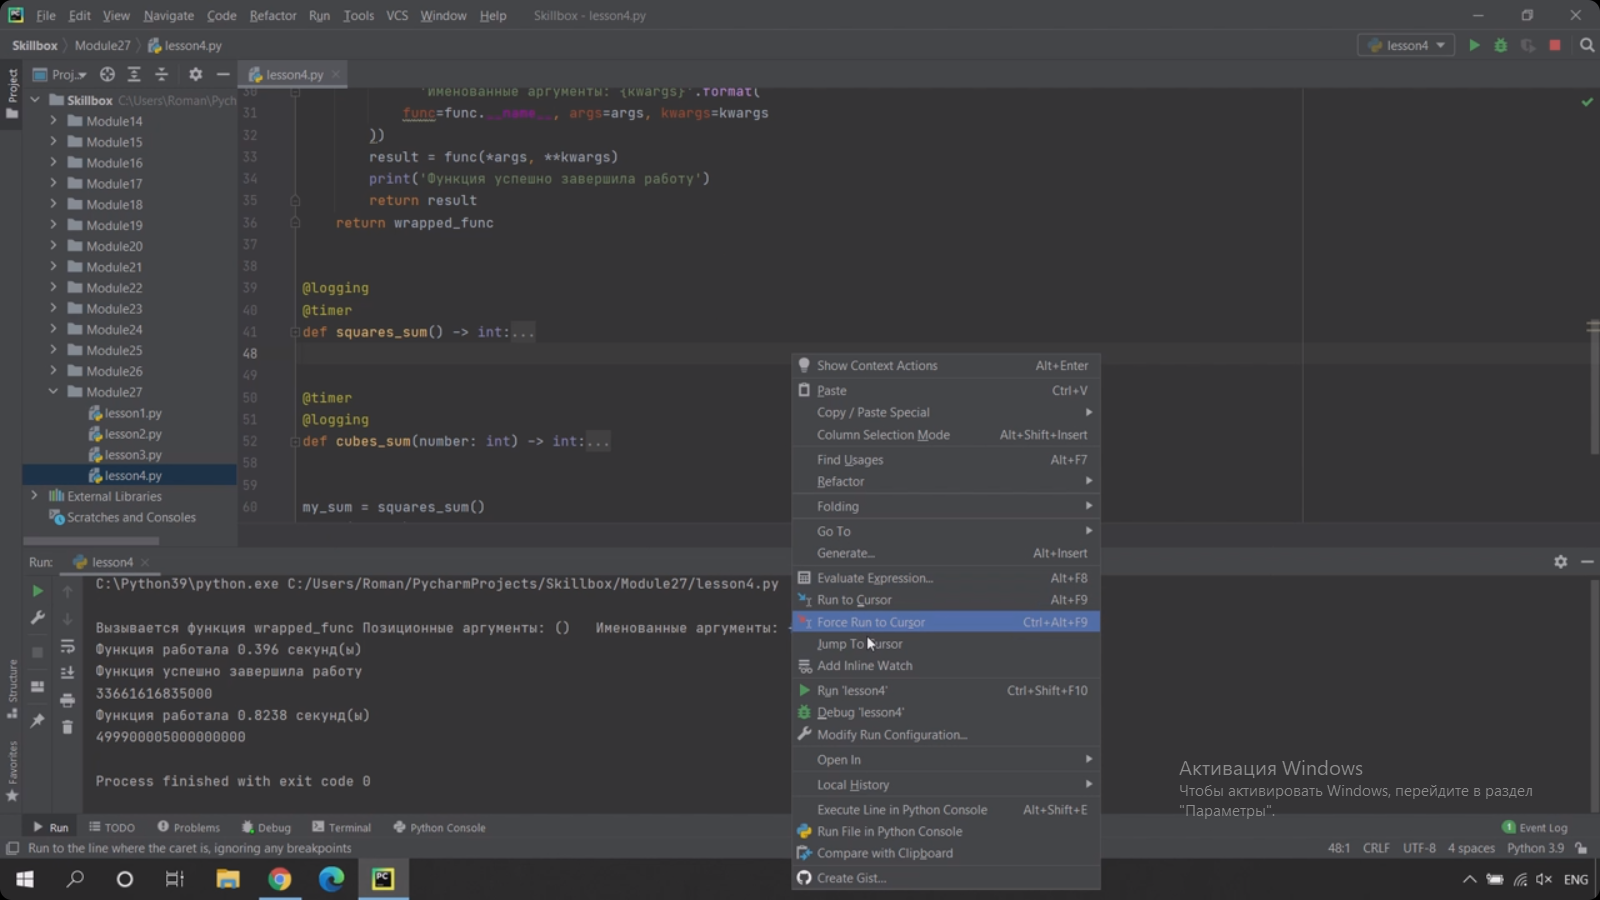 File Edit View Navigate Code Refactor Run Tools VCS Window Help Skillbox - lesson4.py
Skillbox Module27 lesson4.py lesson4
Project
Proj... lesson4.py
Skillbox C:\Users\Roman\Pych
Module14
Module15
Module16
Module17
Module18
Module19
Module20
Module21
Module22
Module23
Module24
Module25
Module26
Module27
lesson1.py
lesson2.py
lesson3.py
lesson4.py
External Libraries
Scratches and Consoles
30 'Именованные аргументы: {kwargs}'.format(
31 func=func.__name__, args=args, kwargs=kwargs
32 ))
33 result = func(*args, **kwargs)
34 print('Функция успешно завершила работу')
35 return result
36 return wrapped_func
37
38
39 @logging
40 @timer
41 def squares_sum() -> int:...
48
49
50 @timer
51 @logging
52 def cubes_sum(number: int) -> int:...
58
59
60 my_sum = squares_sum()
Show Context Actions Alt+Enter
Paste Ctrl+V
Copy / Paste Special
Column Selection Mode Alt+Shift+Insert
Find Usages Alt+F7
Refactor
Folding
Go To
Generate... Alt+Insert
Evaluate Expression... Alt+F8
Run to Cursor Alt+F9
Force Run to Cursor Ctrl+Alt+F9
Jump To Cursor
Add Inline Watch
Run 'lesson4' Ctrl+Shift+F10
Debug 'lesson4'
Modify Run Configuration...
Open In
Local History
Execute Line in Python Console Alt+Shift+E
Run File in Python Console
Compare with Clipboard
Create Gist...
Run: lesson4
C:\Python39\python.exe C:/Users/Roman/PycharmProjects/Skillbox/Module27/lesson4.py
Вызывается функция wrapped_func Позиционные аргументы: () Именованные аргументы:
Функция работала 0.396 секунд(ы)
Функция успешно завершила работу
33661616835000
Функция работала 0.8238 секунд(ы)
499900005000000000
Process finished with exit code 0
Structure
Favorites
Активация Windows
Чтобы активировать Windows, перейдите в раздел
"Параметры".
Run TODO Problems Debug Terminal Python Console 1 Event Log
Run to the line where the caret is, ignoring any breakpoints 48:1 CRLF UTF-8 4 spaces Python 3.9
PC ENG